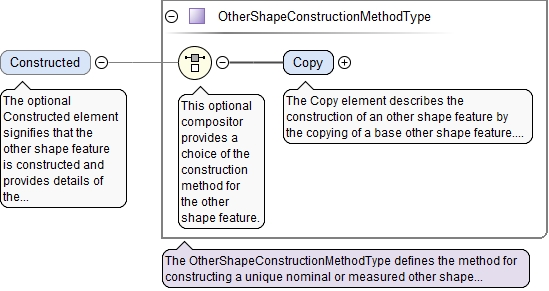 OtherShapeConstructionMethodType
Constructed
Copy
The optional
Constructed element
signifies that the
other shape feature
is constructed and
provides details of
the...
This optional
compositor
provides a
choice of the
construction
method for
the other
shape feature.
The Copy element describes the
construction of an other shape feature by
the copying of a base other shape feature....
The OtherShapeConstructionMethodType defines the method for
constructing a unique nominal or measured other shape...